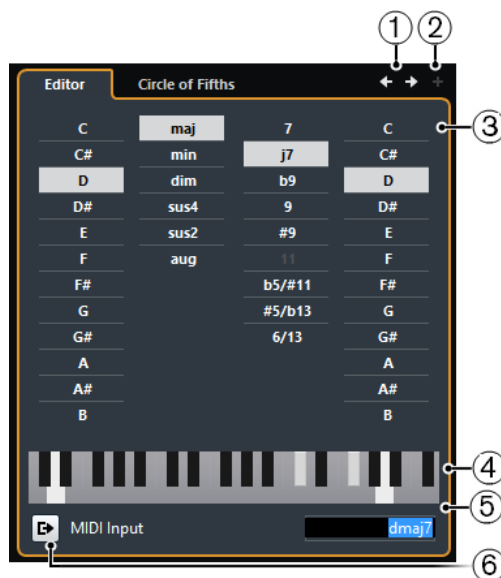 1 2
Editor Circle of Fifths
3
C maj 7 C
C# min j7 C#
D dim b9 D
D# sus4 9 D#
E sus2 #9 E
F aug 11 F
F# b5/#11 F#
G #5/b13 G
G# 6/13 G#
A A
A# A#
B B
4
5
MIDI Input dmaj7
6